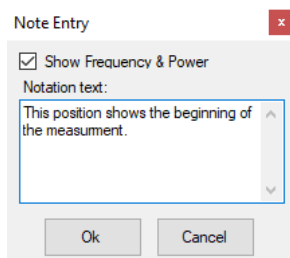 Note Entry
x
Show Frequency & Power
Notation text:
This position shows the beginning of
the measurment.
Ok
Cancel